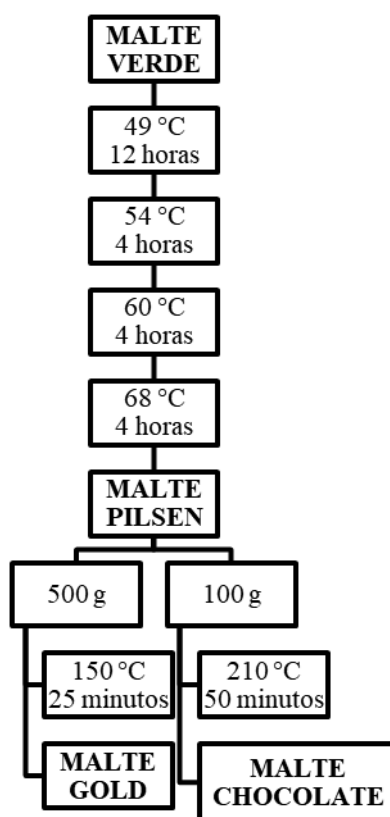 MALTE
VERDE
49 °C
12 horas
54 °C
4 horas
60 °C
4 horas
68 °C
4 horas
MALTE
PILSEN
500 g
100 g
150 °C
25 minutos
210 °C
50 minutos
MALTE
GOLD
MALTE
CHOCOLATE